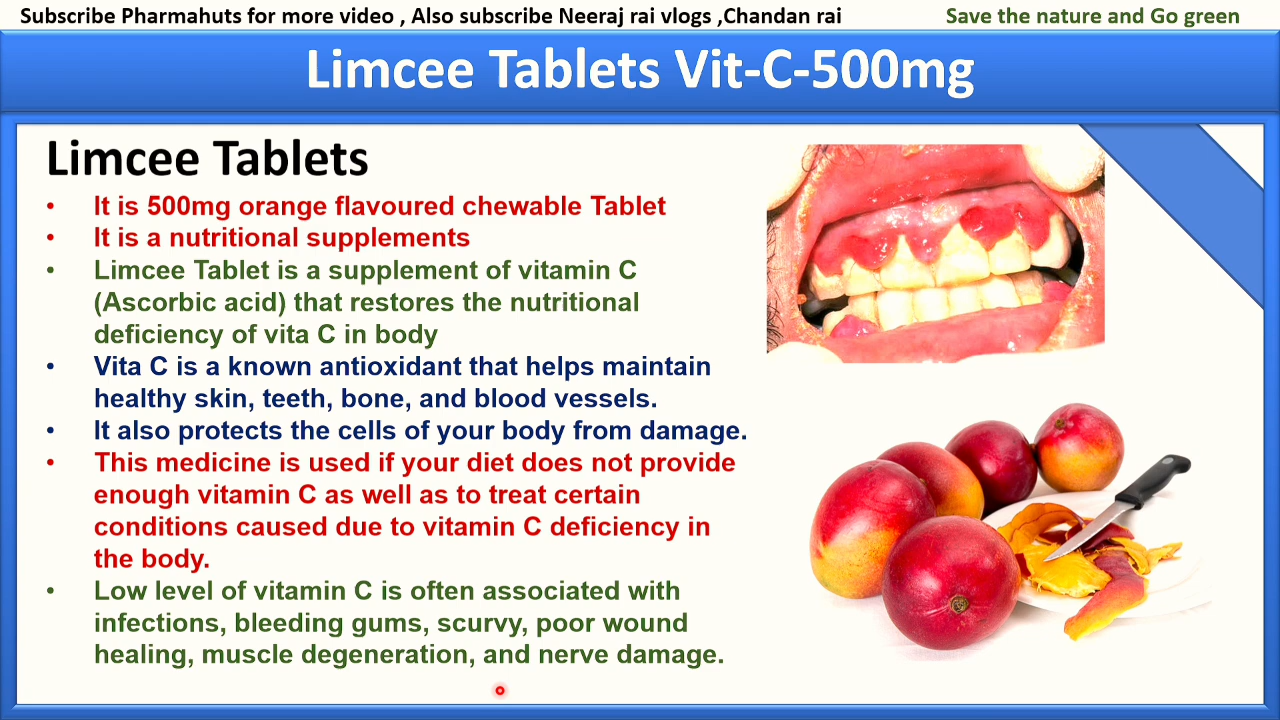 Subscribe Pharmahuts for more video , Also subscribe Neeraj rai vlogs ,Chandan rai
Save the nature and Go green
Limcee Tablets Vit-C-500mg
Limcee Tablets
• It is 500mg orange flavoured chewable Tablet
• It is a nutritional supplements
• Limcee Tablet is a supplement of vitamin C
(Ascorbic acid) that restores the nutritional
deficiency of vita C in body
• Vita C is a known antioxidant that helps maintain
healthy skin, teeth, bone, and blood vessels.
• It also protects the cells of your body from damage.
• This medicine is used if your diet does not provide
enough vitamin C as well as to treat certain
conditions caused due to vitamin C deficiency in
the body.
• Low level of vitamin C is often associated with
infections, bleeding gums, scurvy, poor wound
healing, muscle degeneration, and nerve damage.